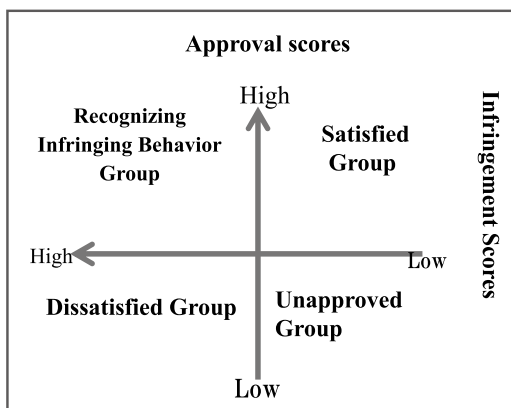 Approval scores
High
Recognizing
Infringing Behavior
Group
Satisfied
Group
Infringement Scores
High
Low
Dissatisfied Group
Unapproved
Group
Low